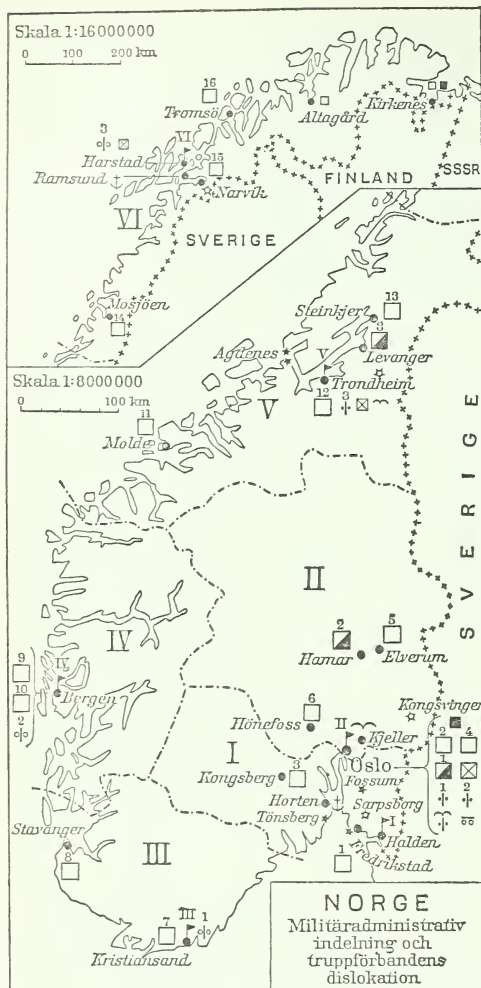 Skala 1:16000000
0 100 200 km.
16
Tromsö
Altagård
Kirkenes
3
VI
Harstad
15
Ramsund
Narvik
FINLAND
SSSR
VI
SVERIGE
Mosjöen
14
Steinkjer
13
3
Agdenes
Levanger
V
Trondheim
12 3
V
Skala 1:8000000
0 100 km.
11
Molde
SVERIGE
II
2 5
Hamar
Elverum
IV
9
10
2
IV
Bergen
6
Hönefoss
Kongsvinger
II
Kjeller
2 4
I
Oslo
1
Kongsberg
3
Fossum
1 2
Horten
Sarpsborg
Tönsberg
I
Halden
Fredrikstad
1
Stavanger
8
III
7 III 1
Kristiansand
NORGE
Militäradministrativ
indelning och
truppförbandens
dislokation